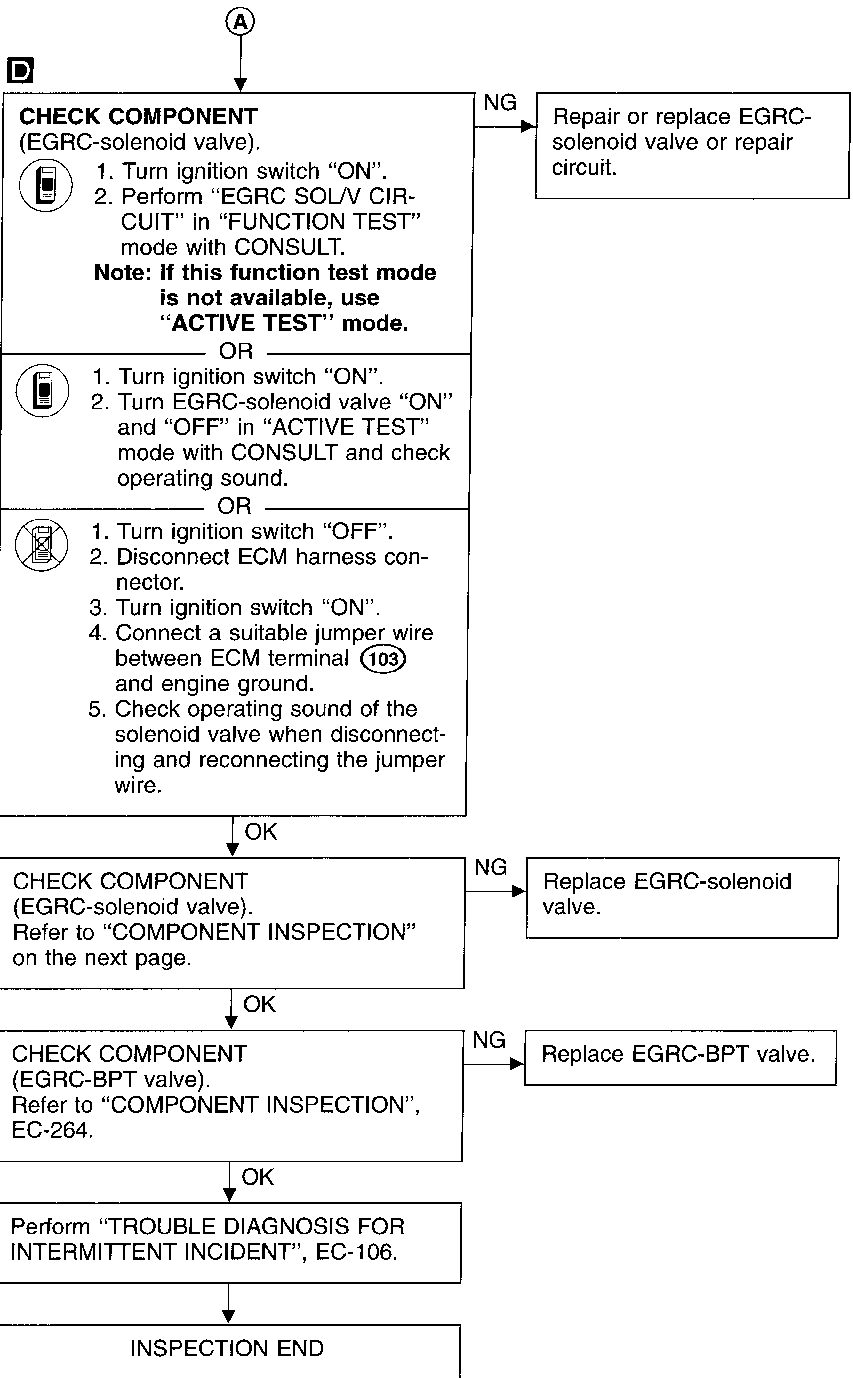 A
D
CHECK COMPONENT
(EGRC-solenoid valve).
1. Turn ignition switch “ON”.
2. Perform “EGRC SOL/V CIR-
CUIT” in “FUNCTION TEST”
mode with CONSULT.
Note: If this function test mode
is not available, use
“ACTIVE TEST” mode.
OR
1. Turn ignition switch “ON”.
2. Turn EGRC-solenoid valve “ON”
and “OFF” in “ACTIVE TEST”
mode with CONSULT and check
operating sound.
OR
1. Turn ignition switch “OFF”.
2. Disconnect ECM harness con-
nector.
3. Turn ignition switch “ON”.
4. Connect a suitable jumper wire
between ECM terminal 103
and engine ground.
5. Check operating sound of the
solenoid valve when disconnect-
ing and reconnecting the jumper
wire.
NG
Repair or replace EGRC-
solenoid valve or repair
circuit.
OK
CHECK COMPONENT
(EGRC-solenoid valve).
Refer to “COMPONENT INSPECTION”
on the next page.
NG
Replace EGRC-solenoid
valve.
OK
CHECK COMPONENT
(EGRC-BPT valve).
Refer to “COMPONENT INSPECTION”,
EC-264.
NG
Replace EGRC-BPT valve.
OK
Perform “TROUBLE DIAGNOSIS FOR
INTERMITTENT INCIDENT”, EC-106.
INSPECTION END